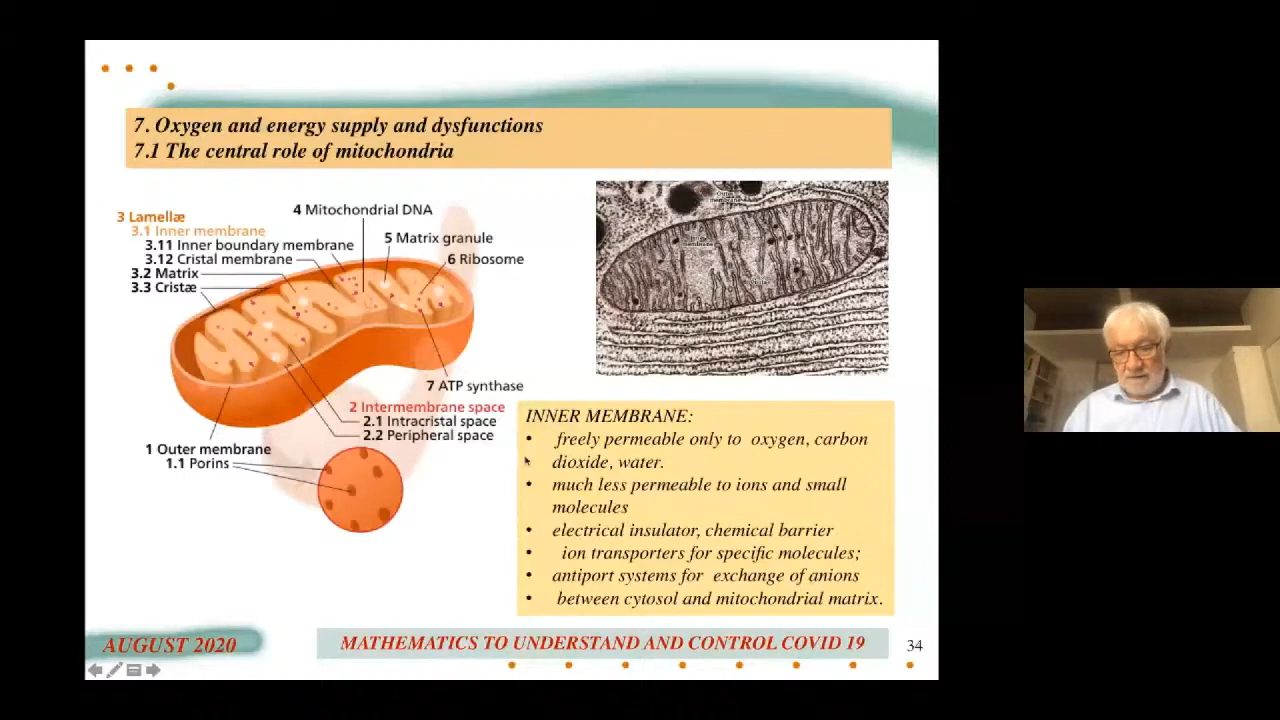 7. Oxygen and energy supply and dysfunctions
7.1 The central role of mitochondria
3 Lamellæ
3.1 Inner membrane
3.11 Inner boundary membrane
3.12 Cristal membrane
3.2 Matrix
3.3 Cristæ
4 Mitochondrial DNA
5 Matrix granule
6 Ribosome
7 ATP synthase
2 Intermembrane space
2.1 Intracristal space
2.2 Peripheral space
1 Outer membrane
1.1 Porins
Outer
membrane
membrane
INNER MEMBRANE:
• freely permeable only to oxygen, carbon
• dioxide, water.
• much less permeable to ions and small
molecules
• electrical insulator, chemical barrier
• ion transporters for specific molecules;
• antiport systems for exchange of anions
• between cytosol and mitochondrial matrix.
AUGUST 2020
MATHEMATICS TO UNDERSTAND AND CONTROL COVID 19
34